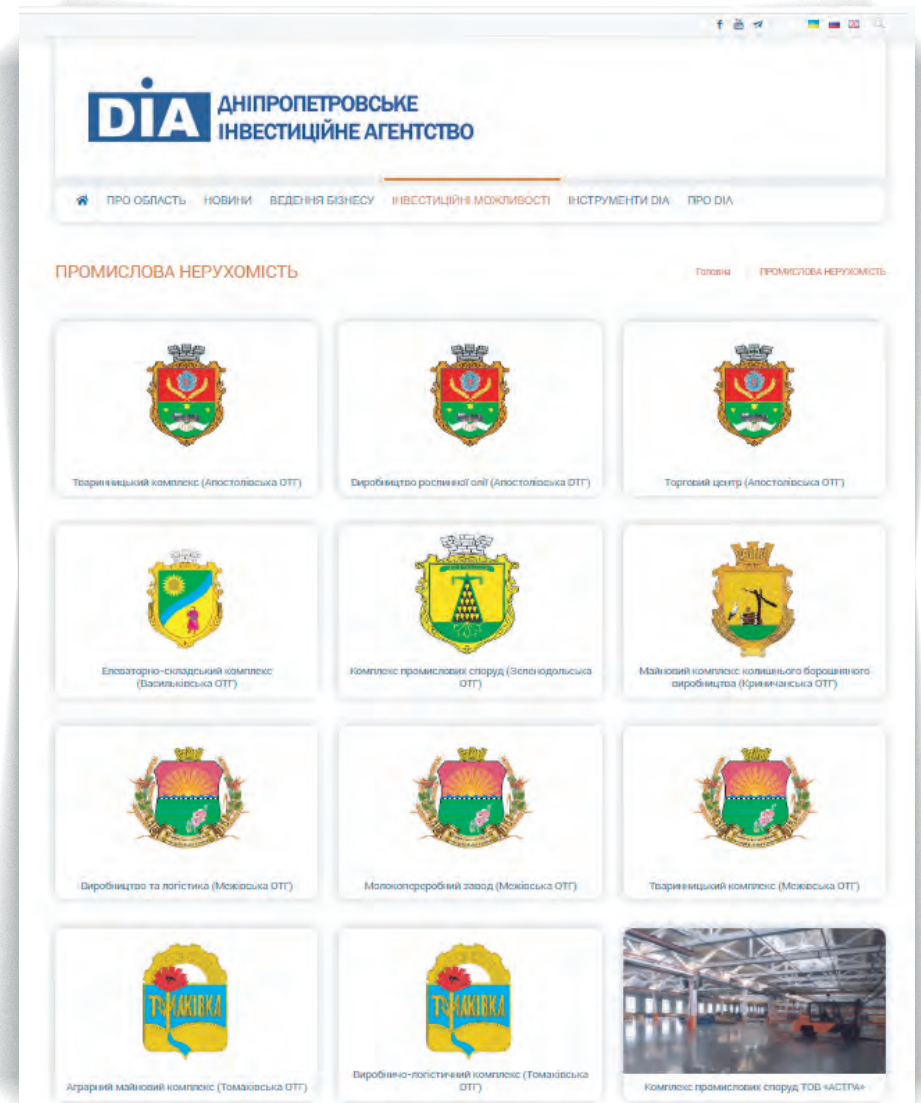 DIA ДНІПРОПЕТРОВСЬКЕ
ІНВЕСТИЦІЙНЕ АГЕНТСТВО
ПРО ОБЛАСТЬ НОВИНИ ВЕДЕННЯ БІЗНЕСУ ІНВЕСТИЦІЙНІ МОЖЛИВОСТІ ІНСТРУМЕНТИ DIA ПРО DIA
ПРОМИСЛОВА НЕРУХОМІСТЬ
Головна ПРОМИСЛОВА НЕРУХОМІСТЬ
Тваринницький комплекс (Апостолівська ОТГ)
Виробництво рослинної олії (Апостолівська ОТГ)
Торговий центр (Апостолівська ОТГ)
Елеваторно-складський комплекс
(Васильківська ОТГ)
Комплекс промислових споруд (Зеленодольська
ОТГ)
Майновий комплекс колишнього борошняного
виробництва (Криничанська ОТГ)
Виробництво та логістика (Межівська ОТГ)
Молокопереробний завод (Межівська ОТГ)
Тваринницький комплекс (Межівська ОТГ)
ТОМАКІВКА
Аграрний майновий комплекс (Томаківська ОТГ)
ТОМАКІВКА
Виробничо-логістичний комплекс (Томаківська
ОТГ)
Комплекс промислових споруд ТОВ «АСТРА»